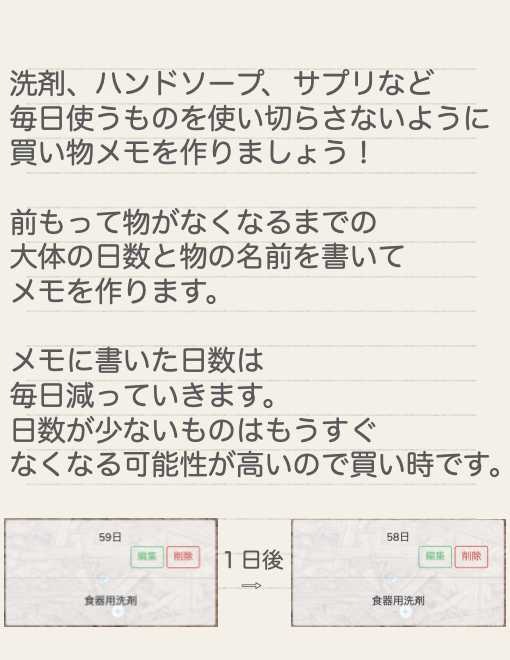 洗剤、ハンドソープ、サプリなど
毎日使うものを使い切らさないように
買い物メモを作りましょう！
前もって物がなくなるまでの
大体の日数と物の名前を書いて
メモを作ります。
メモに書いた日数は
毎日減っていきます。
日数が少ないものはもうすぐ
なくなる可能性が高いので買い時です。
59日
編集 削除
食器用洗剤
1日後
⇨
58日
編集 削除
食器用洗剤